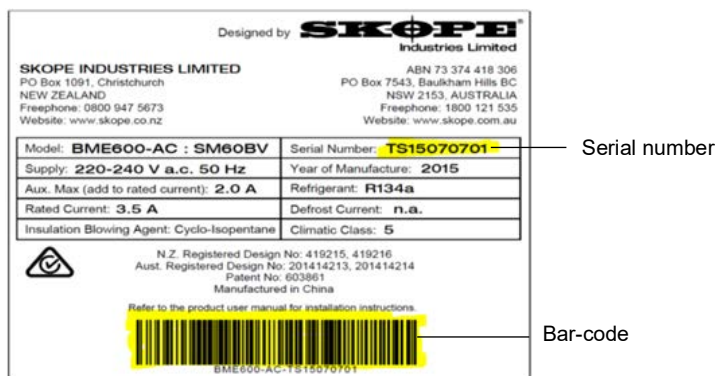 Designed by SKOPE®
Industries Limited
SKOPE INDUSTRIES LIMITED
PO Box 1091, Christchurch
NEW ZEALAND
Freephone: 0800 947 5673
Website: www.skope.co.nz
ABN 73 374 418 306
PO Box 7543, Baulkham Hills BC
NSW 2153, AUSTRALIA
Freephone: 1800 121 535
Website: www.skope.com.au
Model: BME600-AC : SM60BV Serial Number: TS15070701 Serial number
Supply: 220-240 V a.c. 50 Hz Year of Manufacture: 2015
Aux. Max (add to rated current): 2.0 A Refrigerant: R134a
Rated Current: 3.5 A Defrost Current: n.a.
Insulation Blowing Agent: Cyclo-Isopentane Climatic Class: 5
N.Z. Registered Design No: 419215, 419216
Aust. Registered Design No: 201414213, 201414214
Patent No: 603861
Manufactured in China
Refer to the product user manual for installation instructions.
Bar-code
BME600-AC-TS15070701